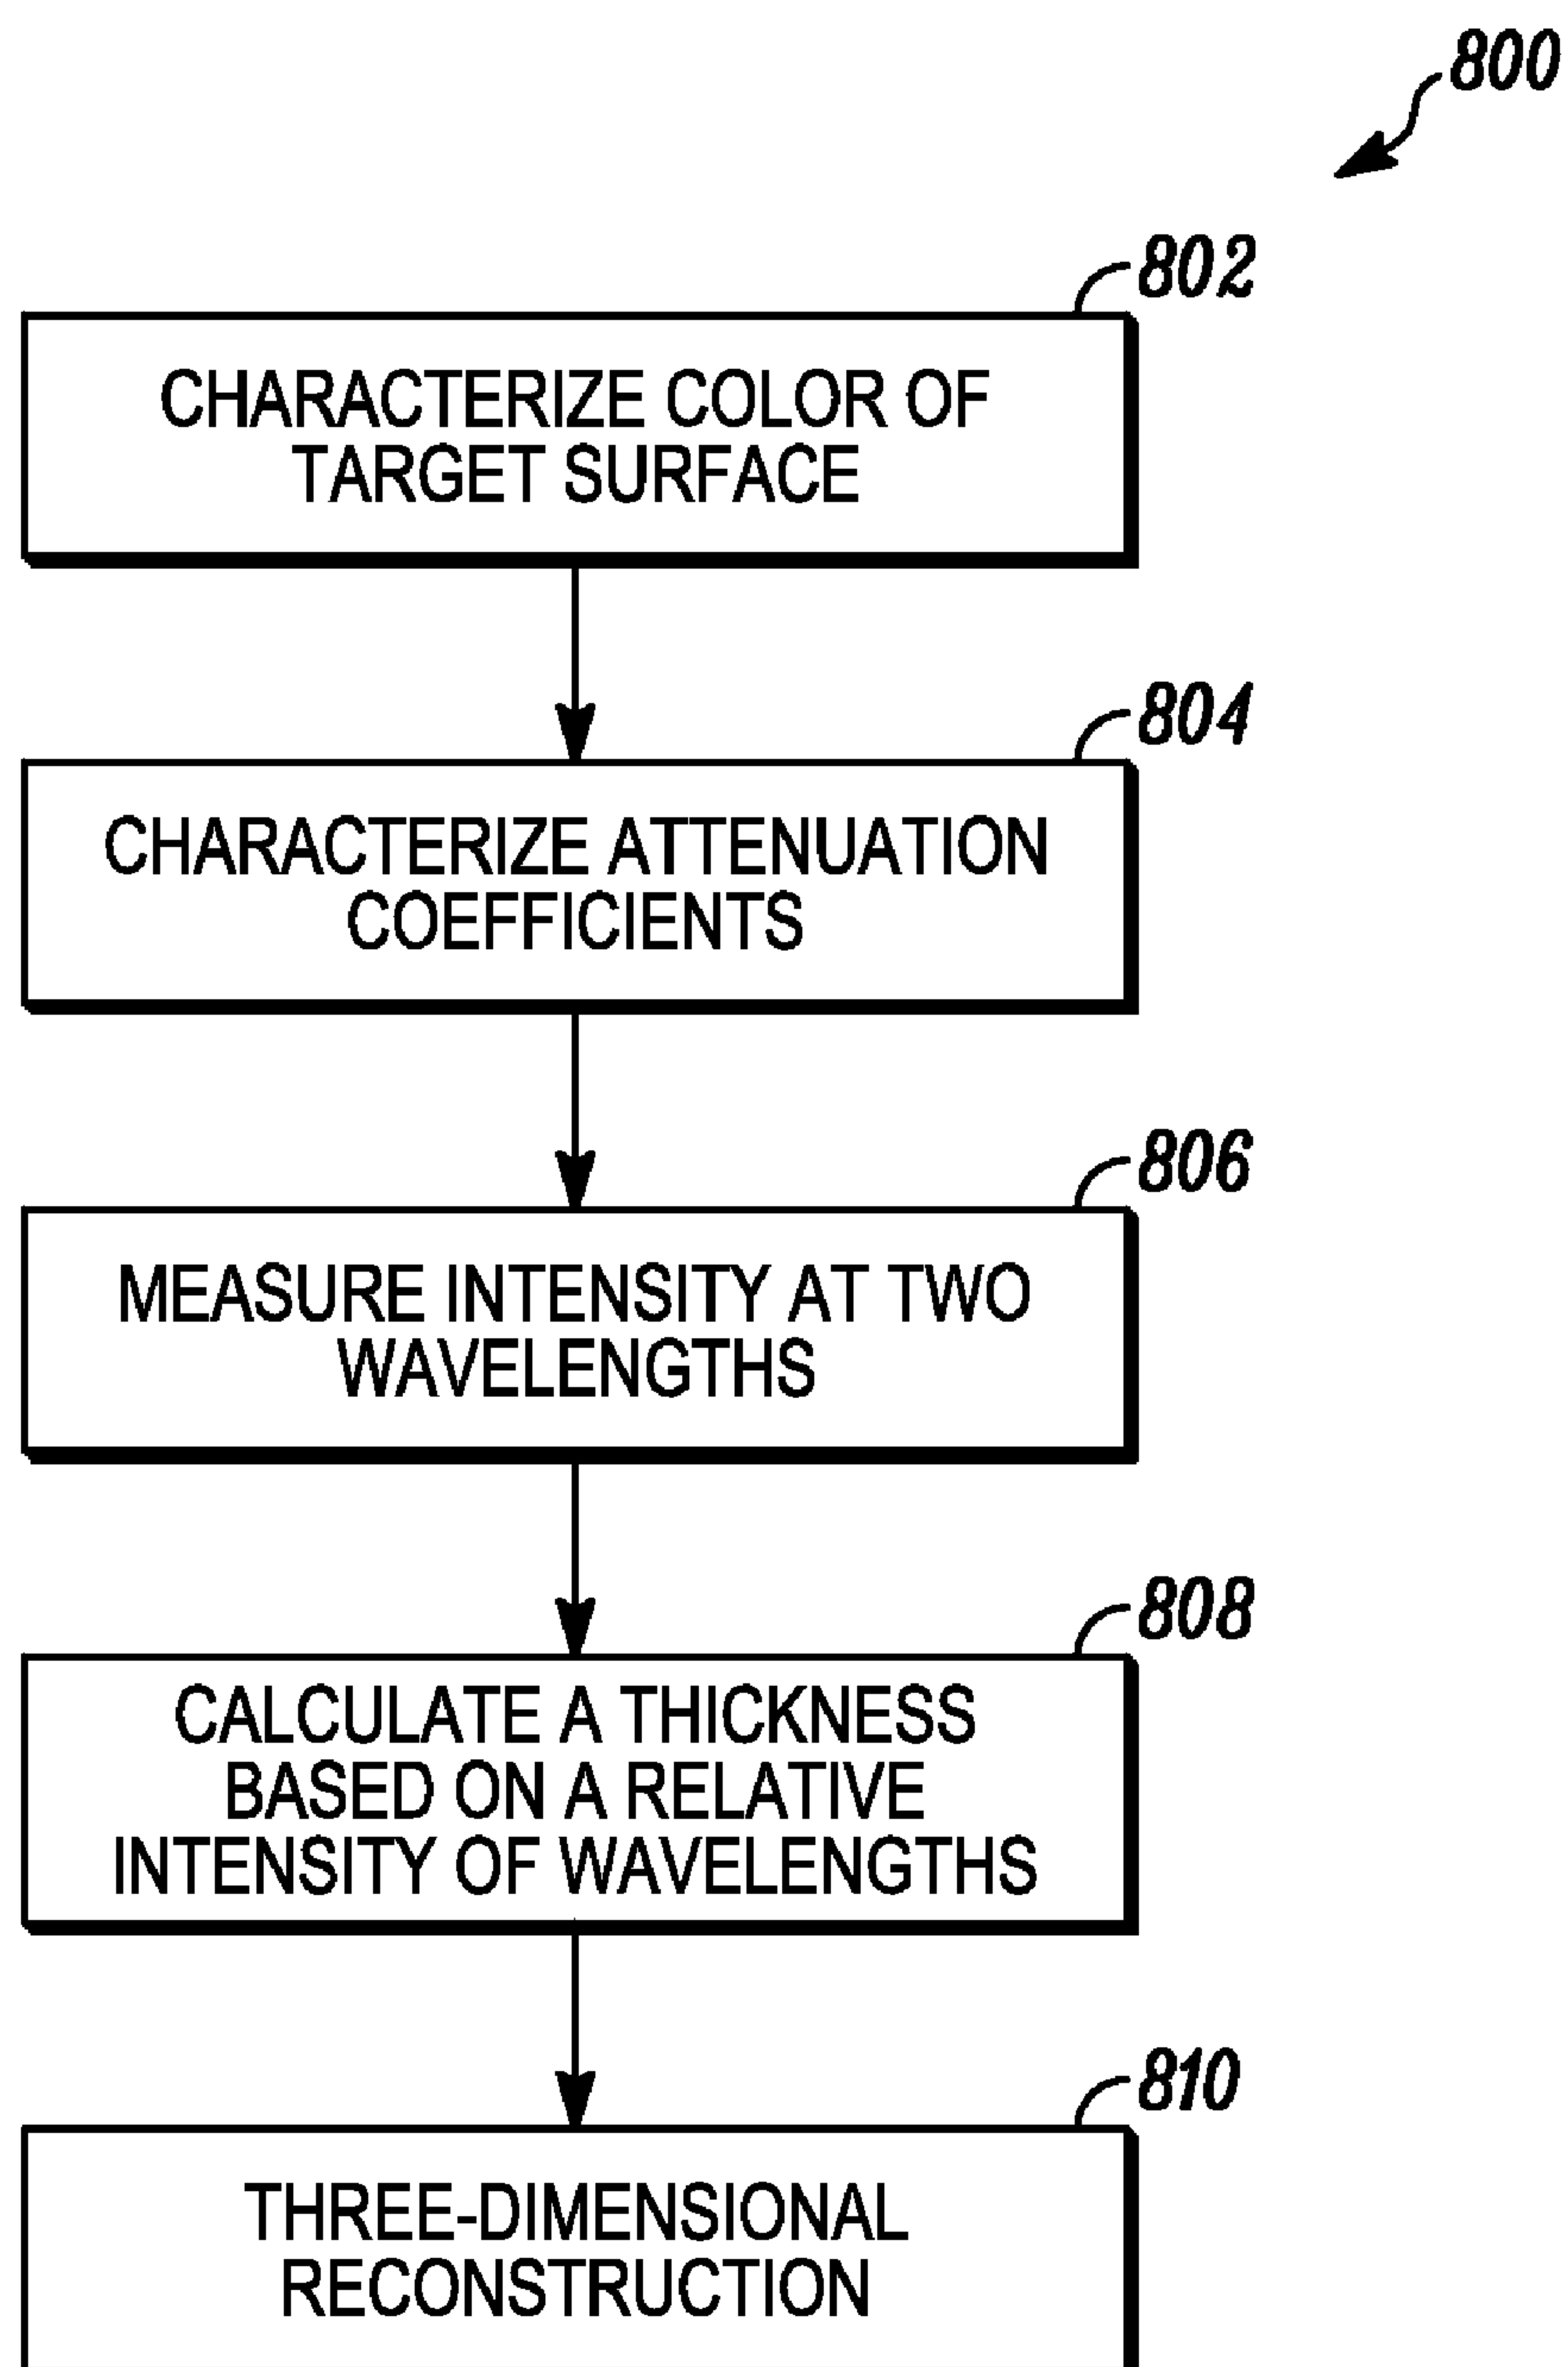 800
802
CHARACTERIZE COLOR OF
TARGET SURFACE
804
CHARACTERIZE ATTENUATION
COEFFICIENTS
806
MEASURE INTENSITY AT TWO
WAVELENGTHS
808
CALCULATE A THICKNESS
BASED ON A RELATIVE
INTENSITY OF WAVELENGTHS
810
THREE-DIMENSIONAL
RECONSTRUCTION